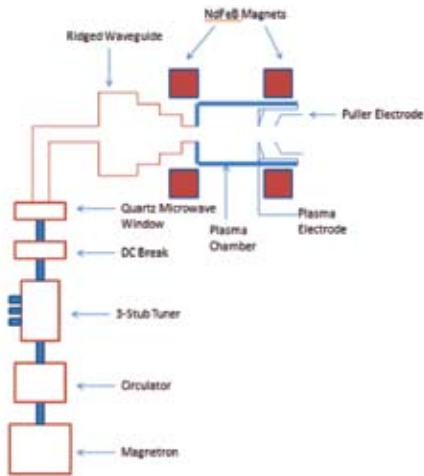 NdFeB Magnets
Ridged Waveguide
Puller Electrode
Quartz Microwave
Window
Plasma
Electrode
Plasma
Chamber
DC Break
3-Stub Tuner
Circulator
Magnetron